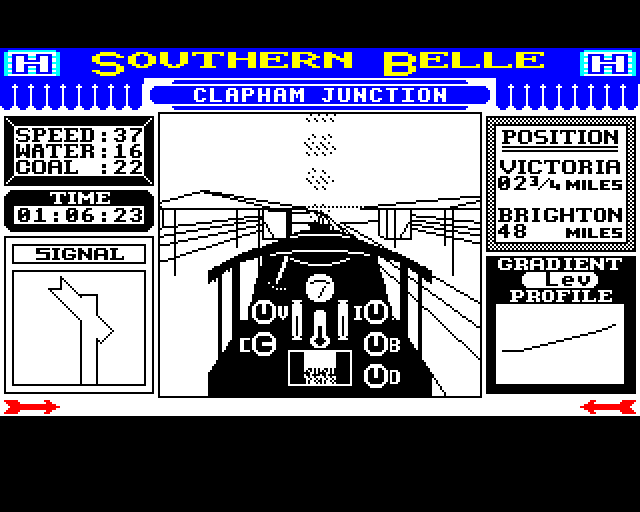 H SOUTHERN BELLE H
CLAPHAM JUNCTION
SPEED:37
WATER:16
COAL :22
TIME
01:06:23
SIGNAL
POSITION
VICTORIA
02¾ MILES
BRIGHTON
48 MILES
GRADIENT
Lev
PROFILE
7
V
I
C
B
D